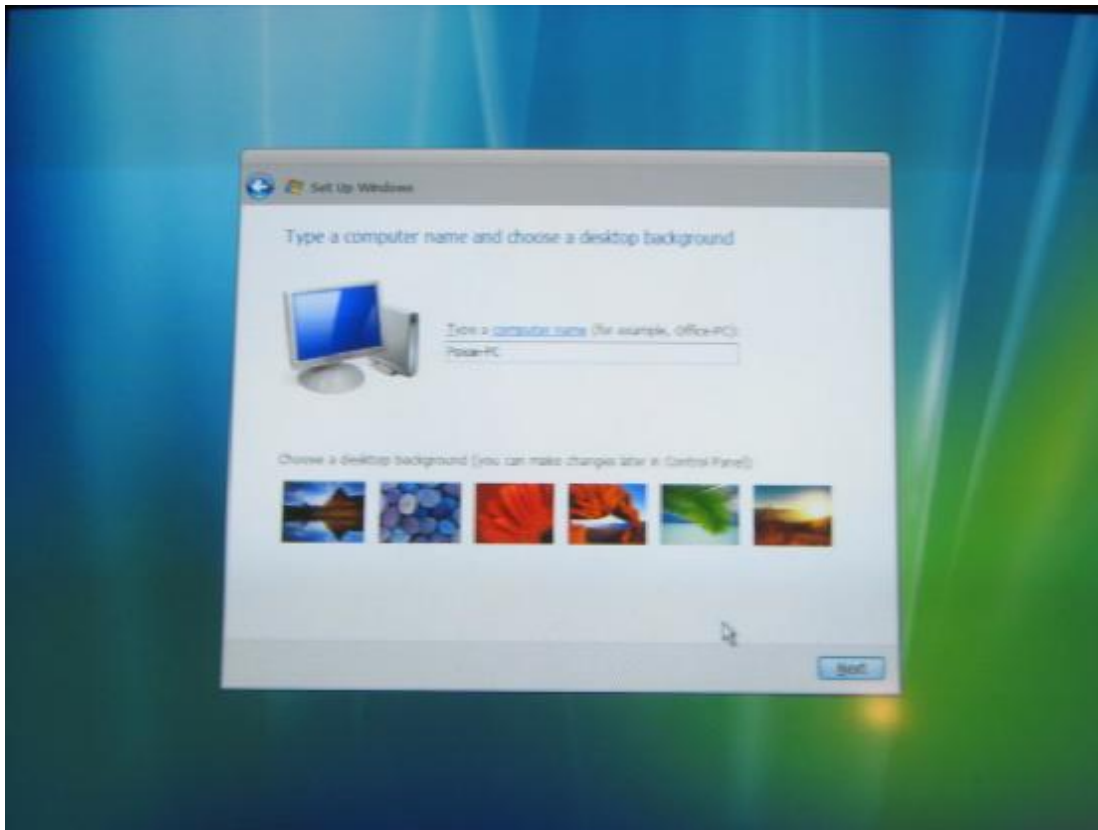 Set Up Windows
Type a computer name and choose a desktop background
Type a computer name (for example, Office-PC):
Choose a desktop background (you can make changes later in Control Panel):
Next